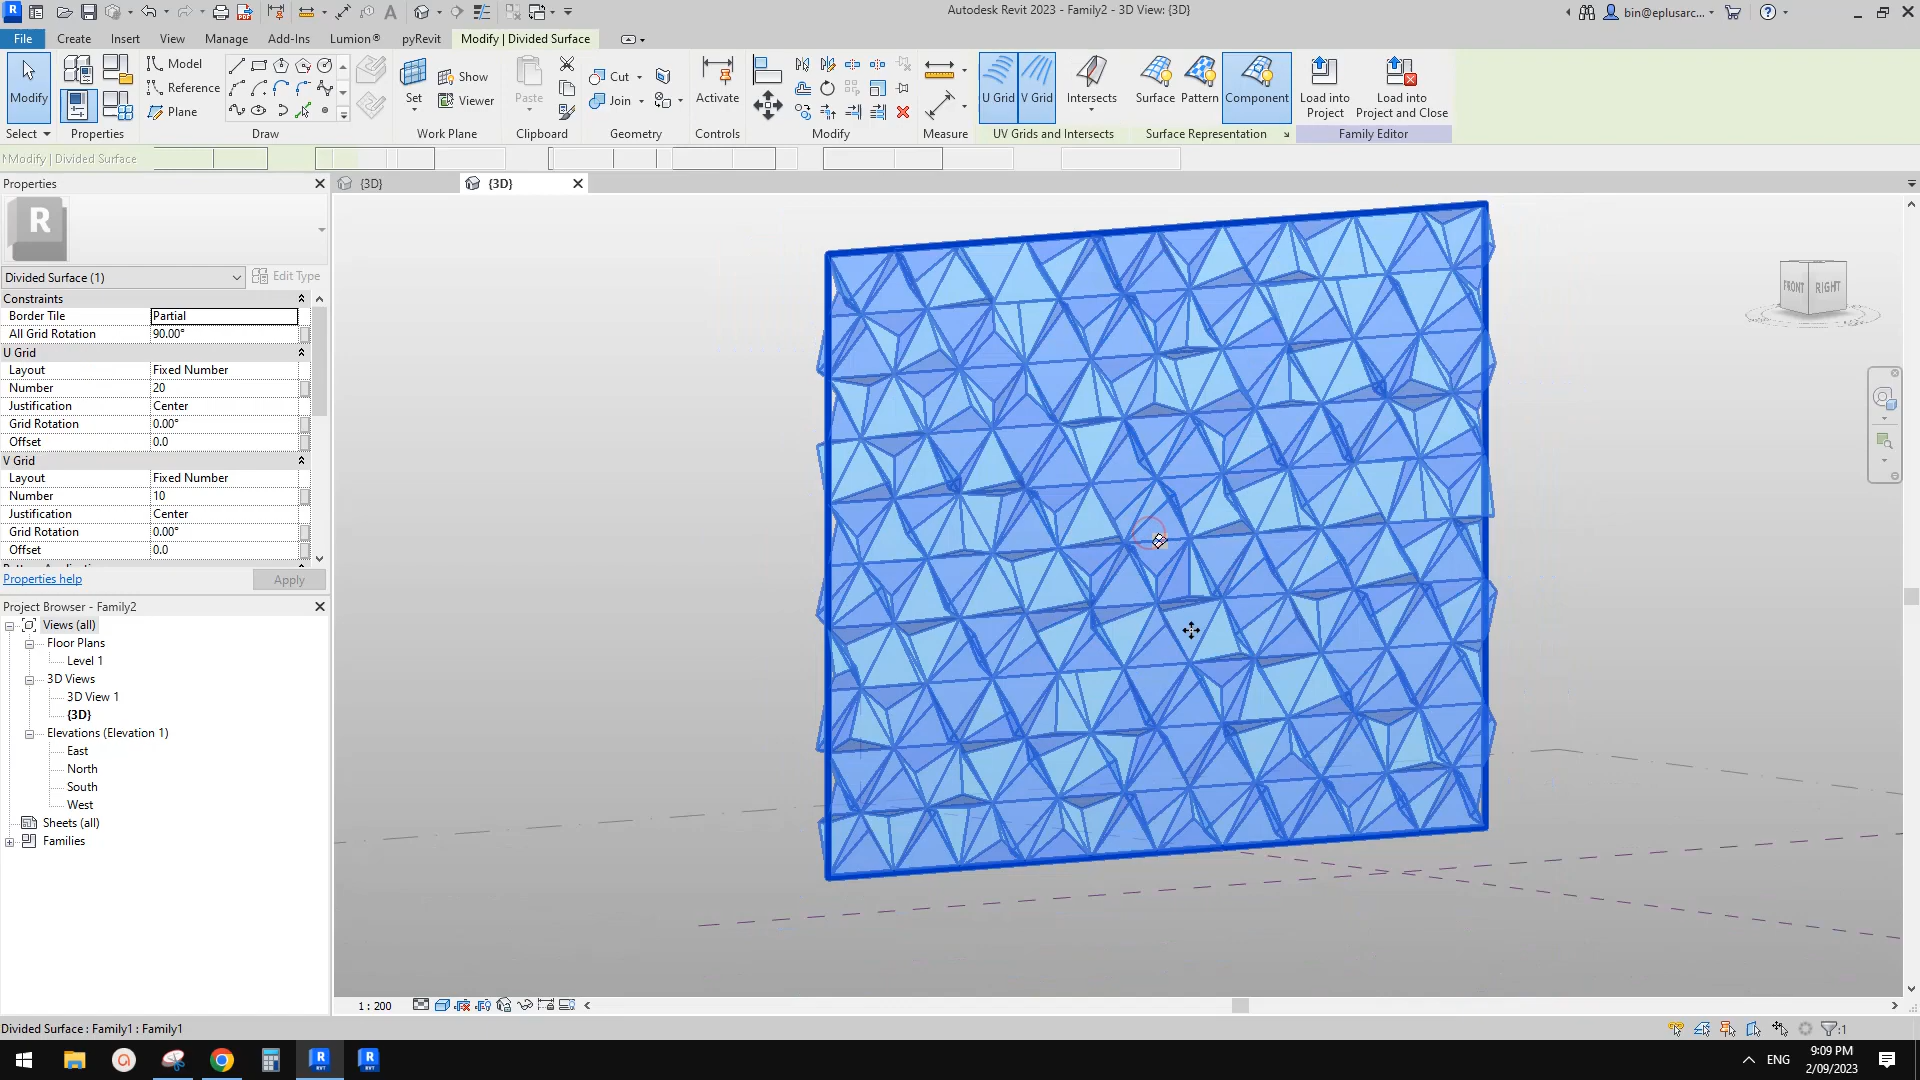 Autodesk Revit 2023 - Family2 - 3D View: {3D}
bin@eplusarc...
File
Create
Insert
View
Manage
Add-Ins
Lumion®
pyRevit
Modify | Divided Surface
Modify
Select
Properties
Model
Reference
Plane
Draw
Set
Show
Viewer
Work Plane
Paste
Clipboard
Cut
Join
Geometry
Activate
Controls
Modify
Measure
U Grid
V Grid
Intersects
UV Grids and Intersects
Surface
Pattern
Component
Surface Representation
Load into
Project
Load into
Project and Close
Family Editor
Modify | Divided Surface
Properties
{3D}
{3D}
R
Divided Surface (1)
Edit Type
Constraints
Border Tile Partial
All Grid Rotation 90.00°
U Grid
Layout Fixed Number
Number 20
Justification Center
Grid Rotation 0.00°
Offset 0.0
V Grid
Layout Fixed Number
Number 10
Justification Center
Grid Rotation 0.00°
Offset 0.0
Properties help
Apply
Project Browser - Family2
Views (all)
Floor Plans
Level 1
3D Views
3D View 1
{3D}
Elevations (Elevation 1)
East
North
South
West
Sheets (all)
Families
FRONT
RIGHT
1 : 200
Divided Surface : Family1 : Family1
:1
ENG
9:09 PM
2/09/2023